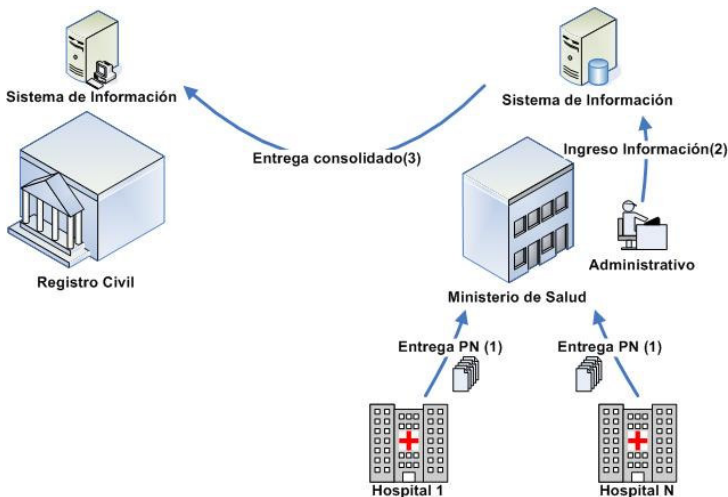 Sistema de Información
Sistema de Información
Entrega consolidado(3)
Ingreso Información(2)
Registro Civil
Administrativo
Ministerio de Salud
Entrega PN (1)
Entrega PN (1)
Hospital 1
Hospital N